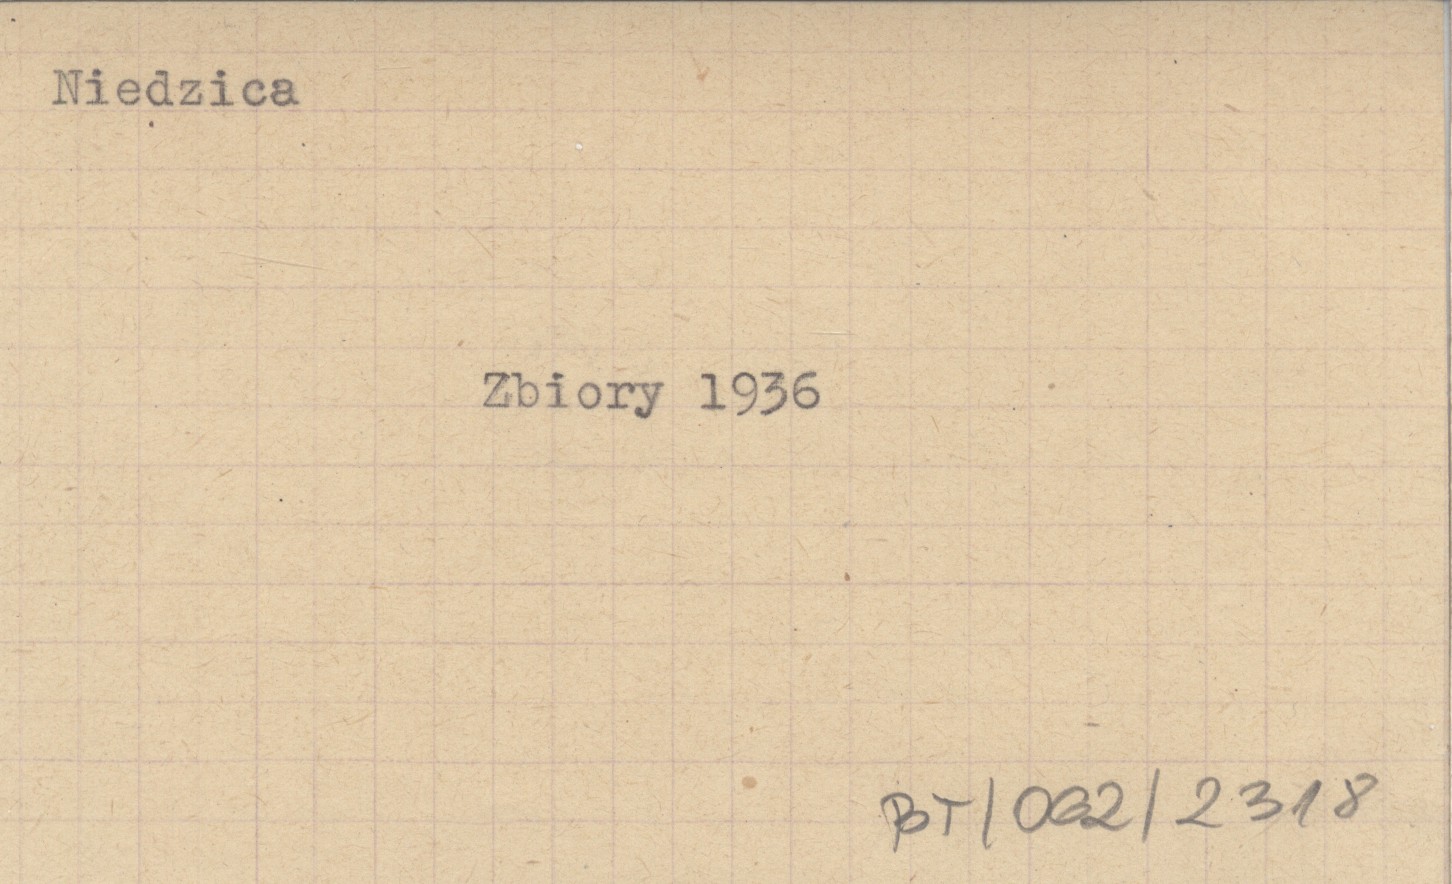 Niedzica
Zbiory 1936
BT/062/2318